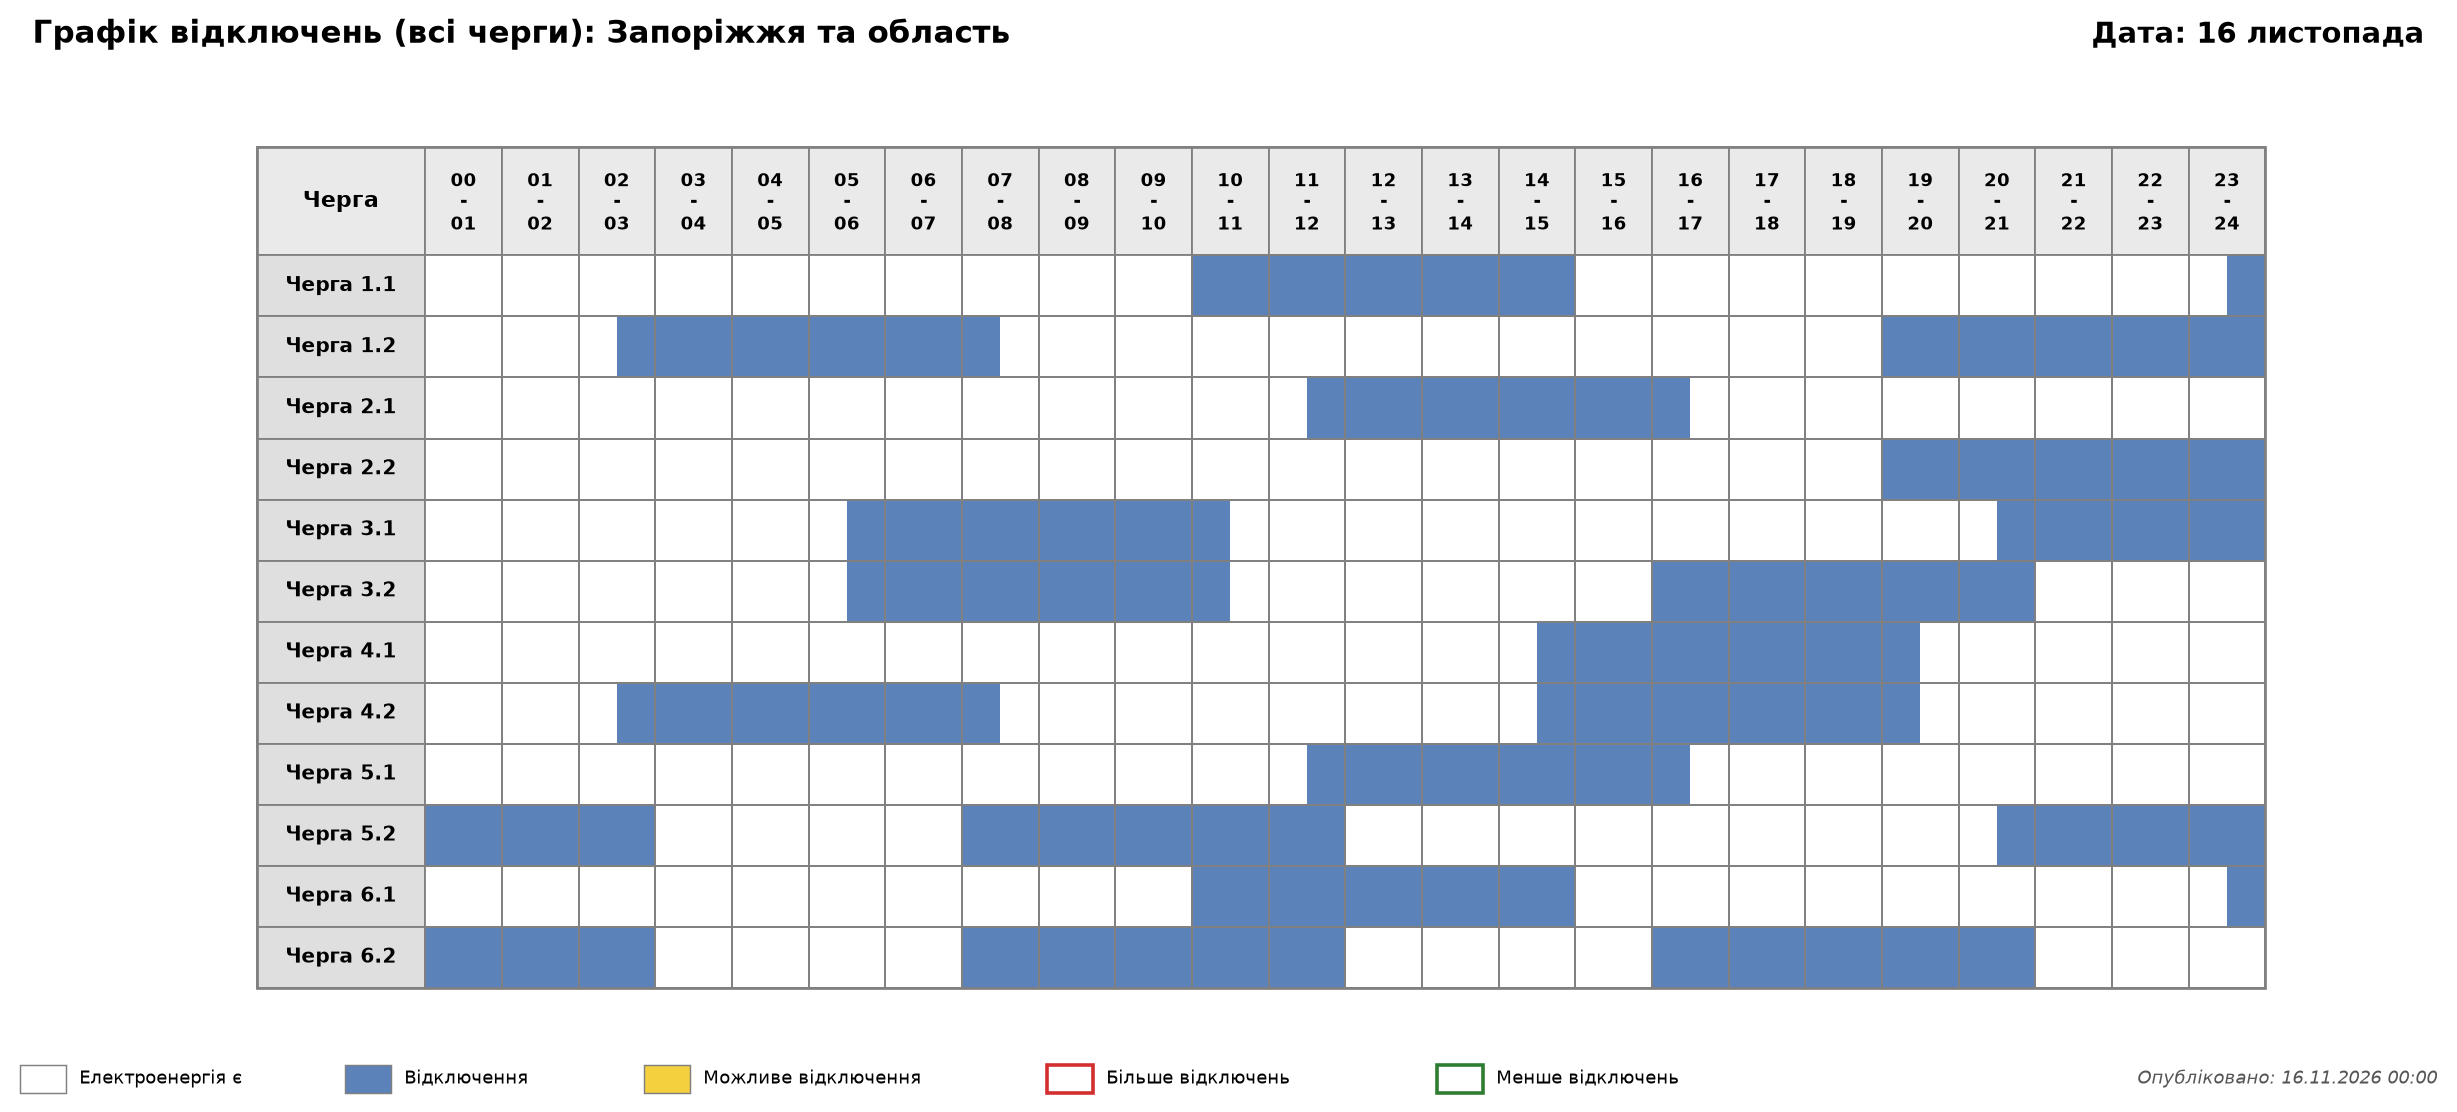 Графік відключень (всі черги): Запоріжжя та область
Дата: 16 листопада
Черга 00 - 01 01 - 02 02 - 03 03 - 04 04 - 05 05 - 06 06 - 07 07 - 08 08 - 09 09 - 10 10 - 11 11 - 12 12 - 13 13 - 14 14 - 15 15 - 16 16 - 17 17 - 18 18 - 19 19 - 20 20 - 21 21 - 22 22 - 23 23 - 24
Черга 1.1
Черга 1.2
Черга 2.1
Черга 2.2
Черга 3.1
Черга 3.2
Черга 4.1
Черга 4.2
Черга 5.1
Черга 5.2
Черга 6.1
Черга 6.2
Електроенергія є
Відключення
Можливе відключення
Більше відключень
Менше відключень
Опубліковано: 16.11.2026 00:00